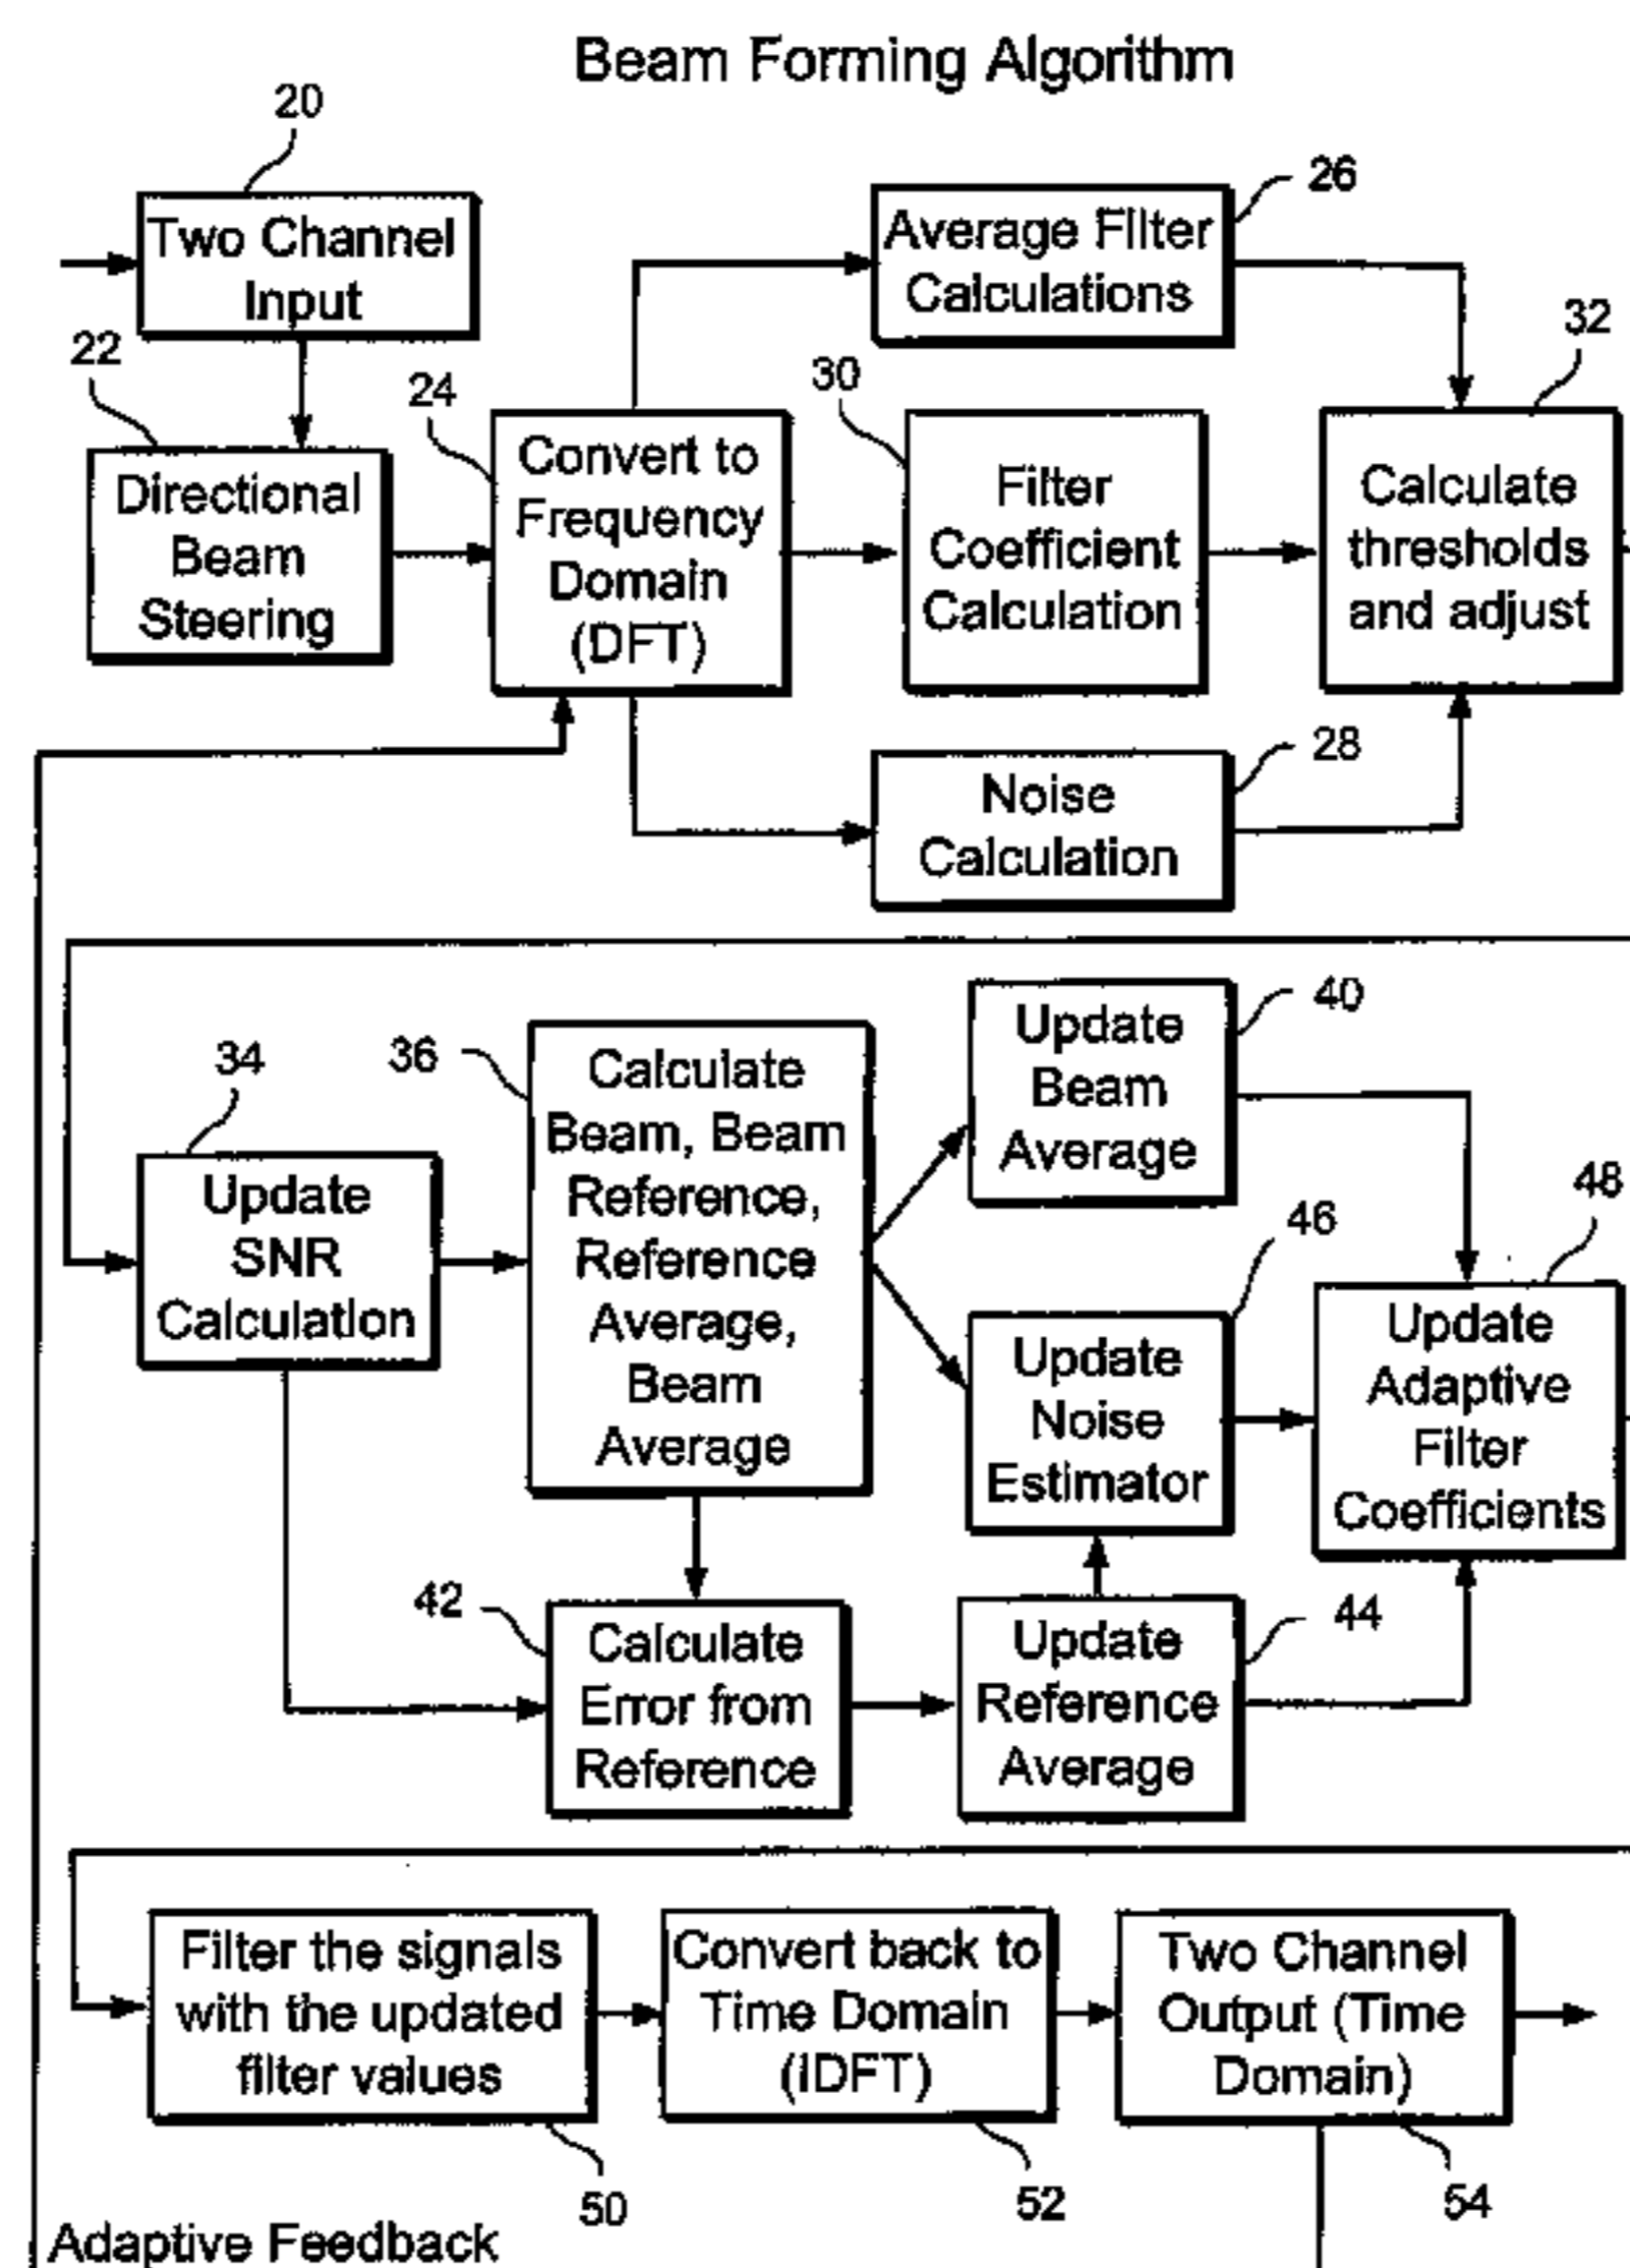 Beam Forming Algorithm
20
Two Channel
Input
22
Directional
Beam
Steering
24
Convert to
Frequency
Domain
(DFT)
26
Average Filter
Calculations
30
Filter
Coefficient
Calculation
32
Calculate
thresholds
and adjust
28
Noise
Calculation
34
Update
SNR
Calculation
36
Calculate
Beam, Beam
Reference,
Reference
Average,
Beam
Average
40
Update
Beam
Average
46
Update
Noise
Estimator
48
Update
Adaptive
Filter
Coefficients
42
Calculate
Error from
Reference
44
Update
Reference
Average
Filter the signals
with the updated
filter values
50
Convert back to
Time Domain
(IDFT)
52
Two Channel
Output (Time
Domain)
54
Adaptive Feedback